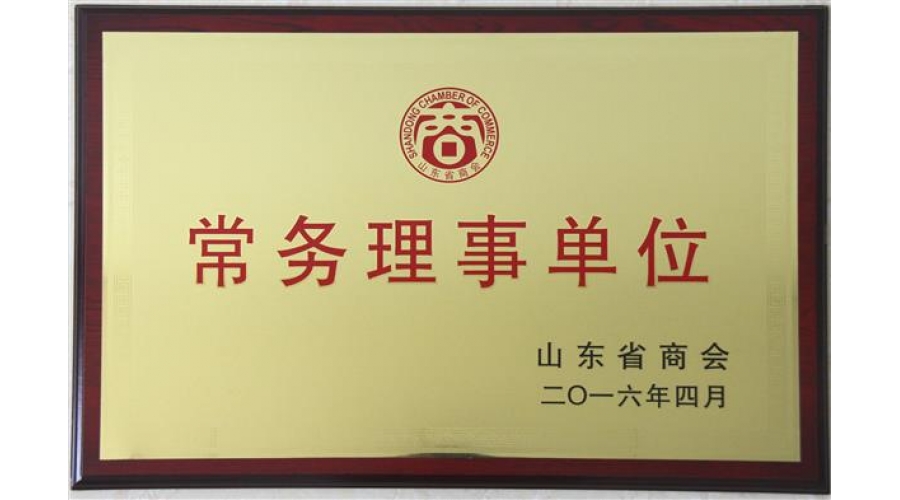 SHANDONG CHAMBER OF COMMERCE
商
山东省商会
常务理事单位
山东省商会
二〇一六年四月